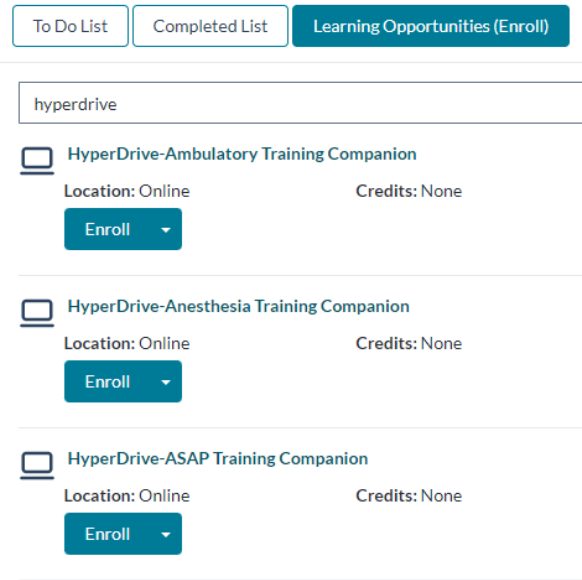 To Do List Completed List Learning Opportunities (Enroll)
hyperdrive
HyperDrive-Ambulatory Training Companion
Location: Online Credits: None
Enroll
HyperDrive-Anesthesia Training Companion
Location: Online Credits: None
Enroll
HyperDrive-ASAP Training Companion
Location: Online Credits: None
Enroll